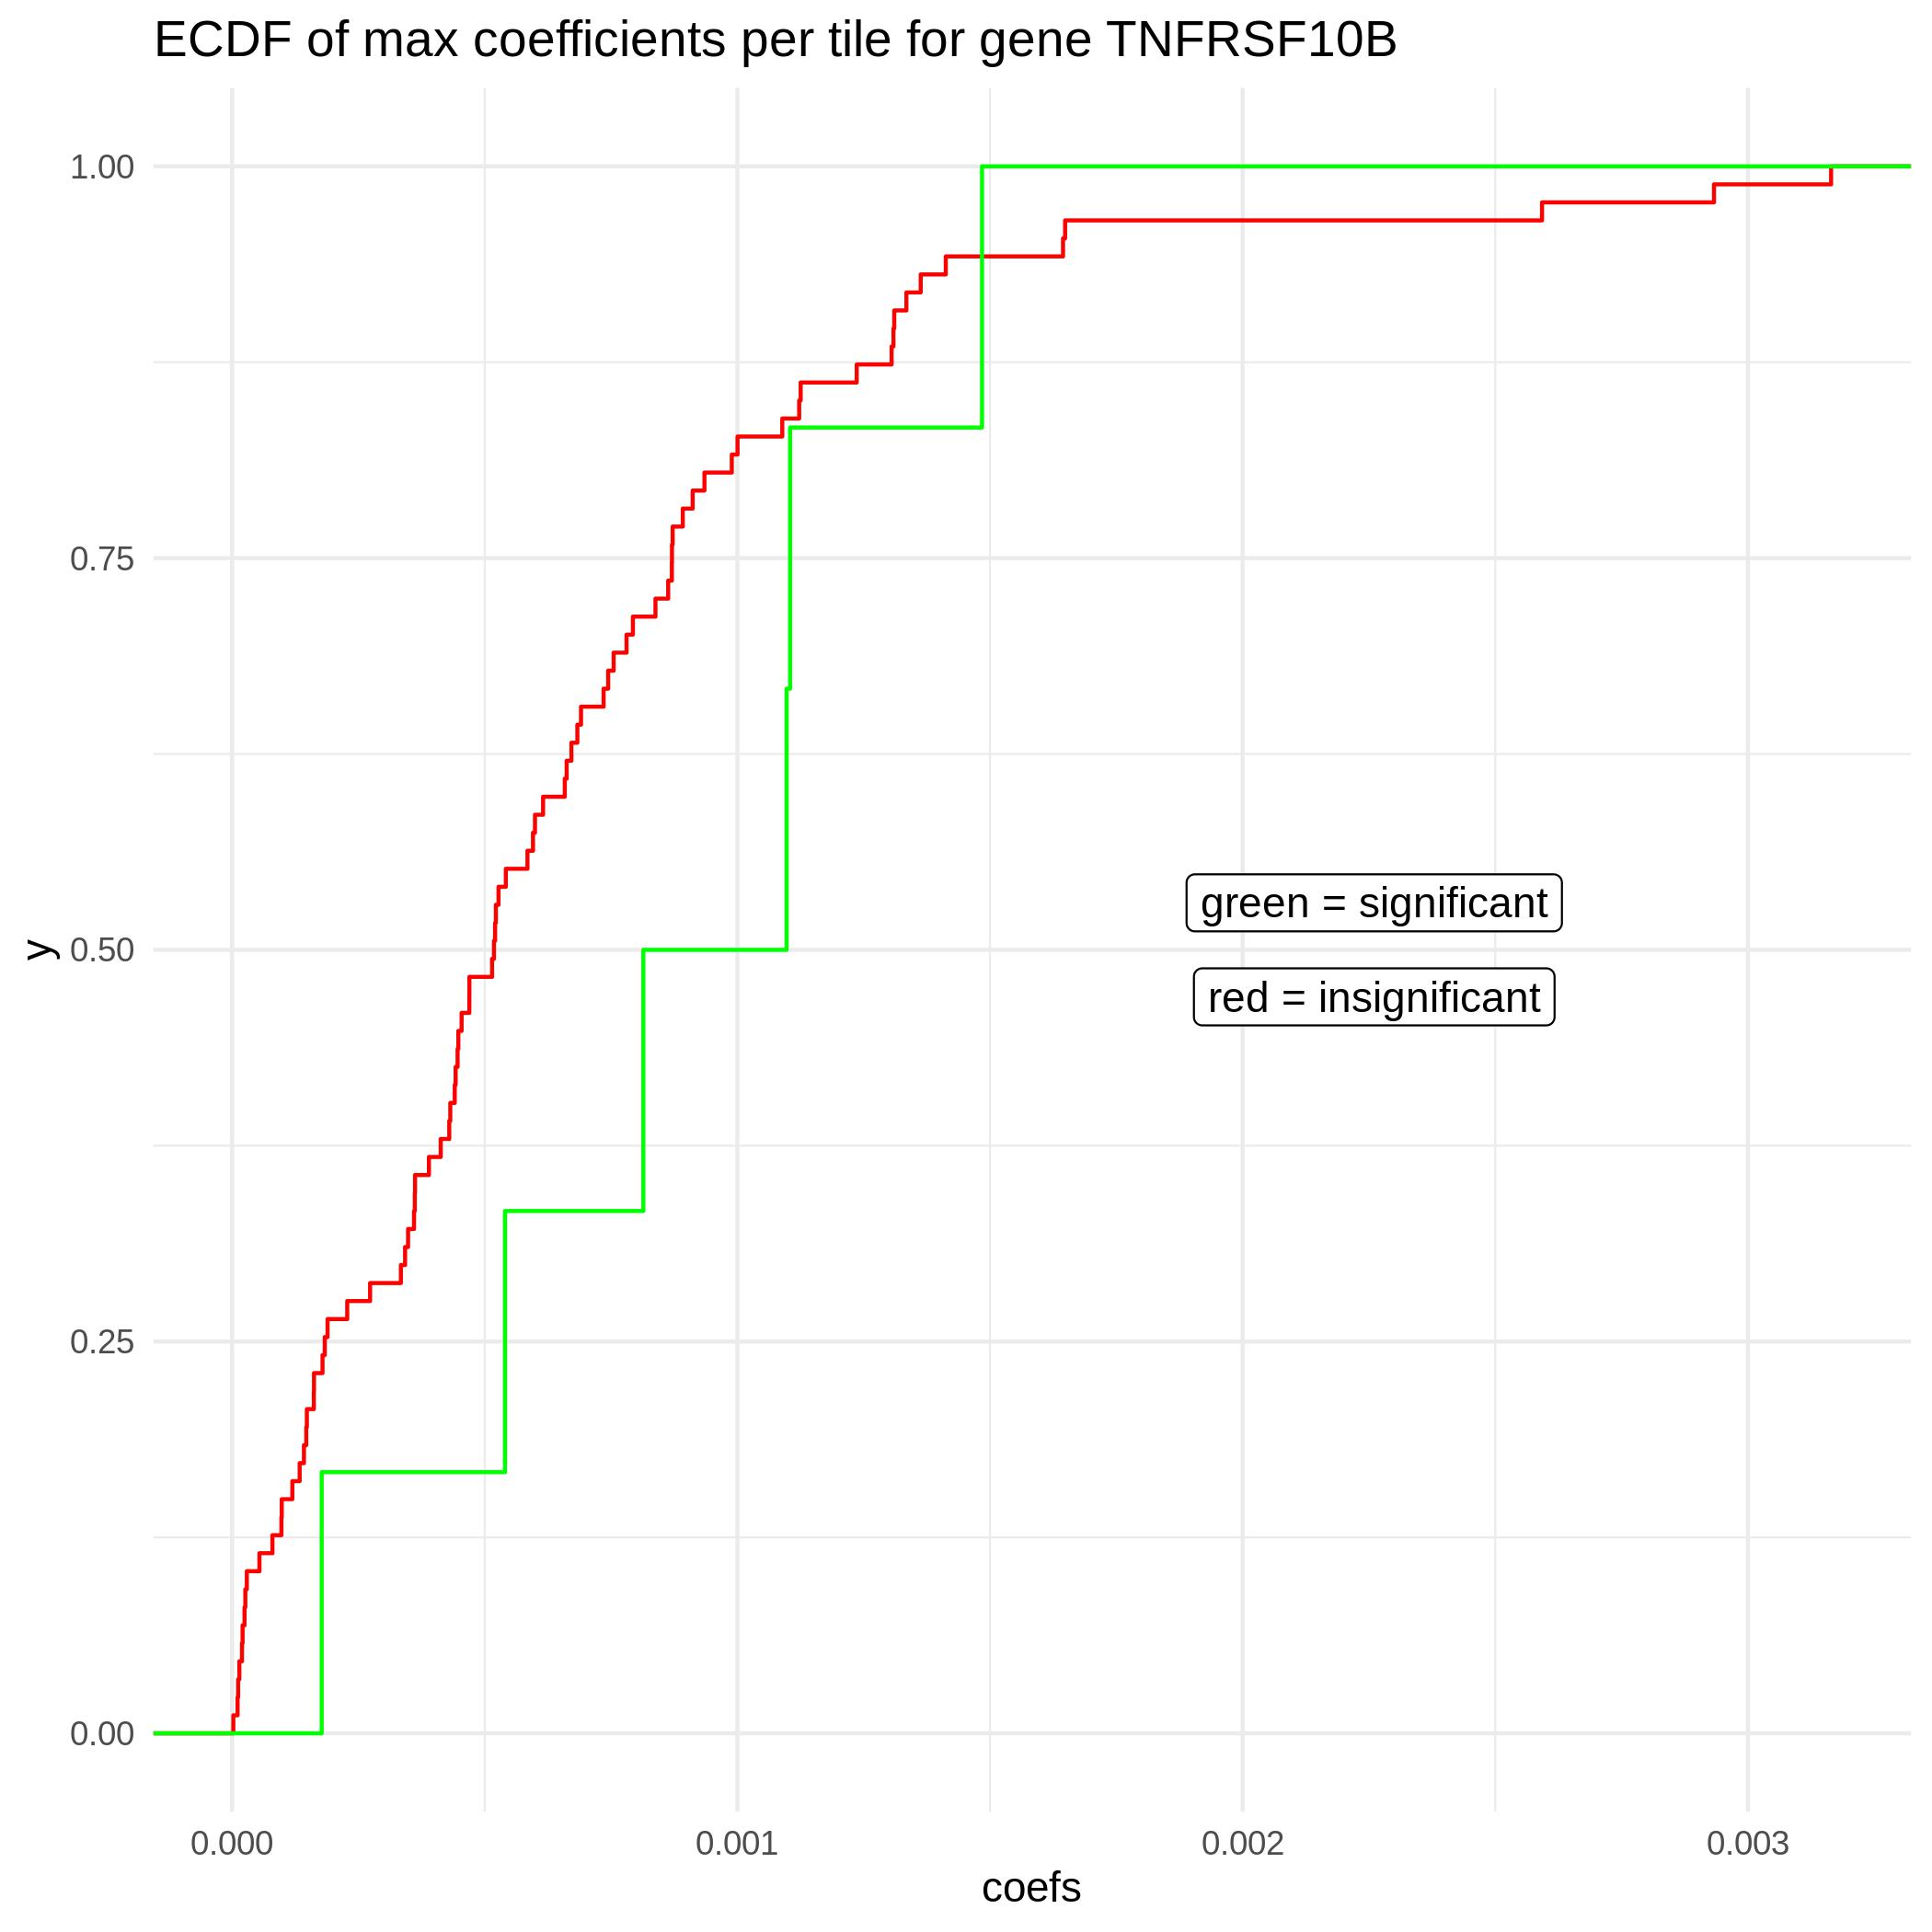 ECDF of max coefficients per tile for gene TNFRSF10B
1.00
0.75
0.50
0.25
0.00
y
green = significant
red = insignificant
0.000 0.001 0.002 0.003
coefs